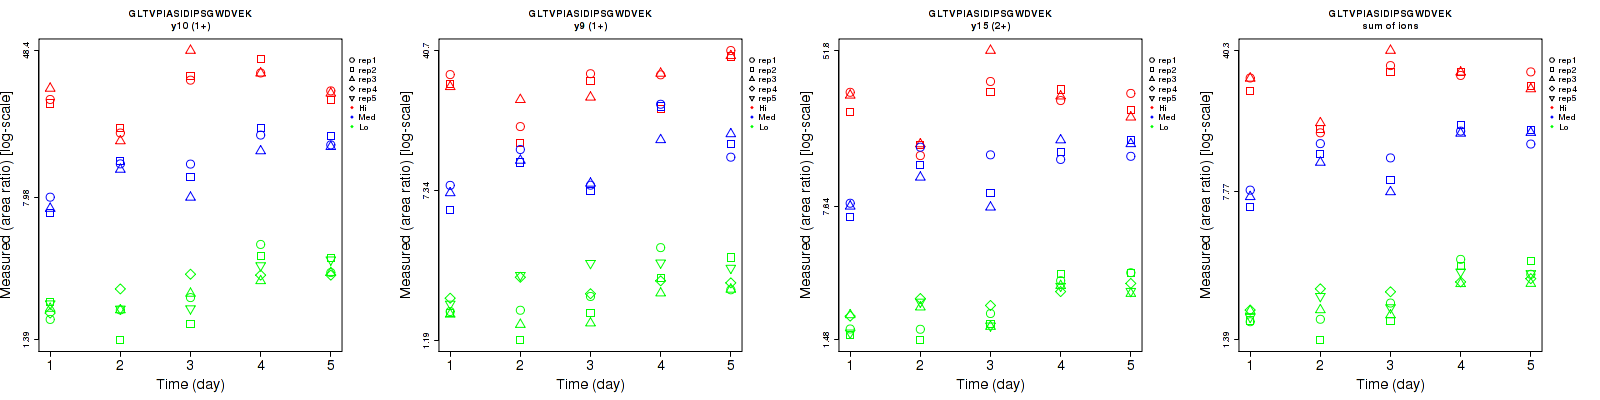 GLTVPIASIDIPSGWDVEK
y10 (1+)
Measured (area ratio) [log-scale]
48.4
7.98
1.39
1 2 3 4 5
Time (day)
rep1
rep2
rep3
rep4
rep5
Hi
Med
Lo
GLTVPIASIDIPSGWDVEK
y9 (1+)
Measured (area ratio) [log-scale]
40.7
7.34
1.19
1 2 3 4 5
Time (day)
rep1
rep2
rep3
rep4
rep5
Hi
Med
Lo
GLTVPIASIDIPSGWDVEK
y15 (2+)
Measured (area ratio) [log-scale]
51.8
7.64
1.48
1 2 3 4 5
Time (day)
rep1
rep2
rep3
rep4
rep5
Hi
Med
Lo
GLTVPIASIDIPSGWDVEK
sum of ions
Measured (area ratio) [log-scale]
40.3
7.77
1.39
1 2 3 4 5
Time (day)
rep1
rep2
rep3
rep4
rep5
Hi
Med
Lo